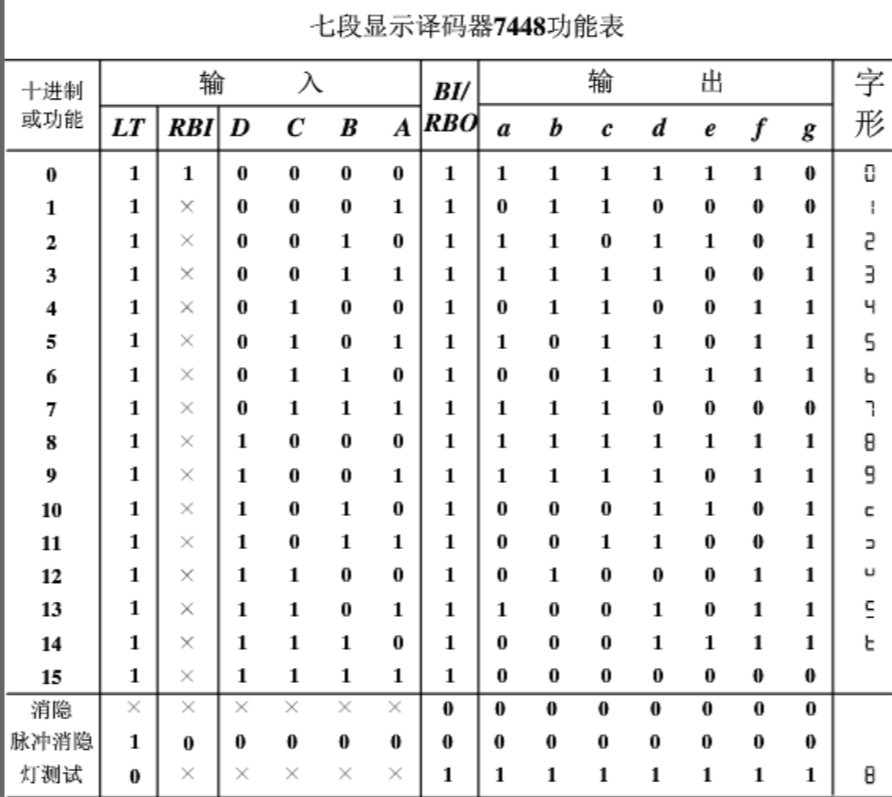 七段显示译码器7448功能表
十进制或功能 输 入 BI/RBO 输 出 字形
LT RBI D C B A a b c d e f g
0 1 1 0 0 0 0 1 1 1 1 1 1 1 0 0
1 1 × 0 0 0 1 1 0 1 1 0 0 0 0 1
2 1 × 0 0 1 0 1 1 1 0 1 1 0 1 2
3 1 × 0 0 1 1 1 1 1 1 1 0 0 1 3
4 1 × 0 1 0 0 1 0 1 1 0 0 1 1 4
5 1 × 0 1 0 1 1 1 0 1 1 0 1 1 5
6 1 × 0 1 1 0 1 0 0 1 1 1 1 1 b
7 1 × 0 1 1 1 1 1 1 1 0 0 0 0 7
8 1 × 1 0 0 0 1 1 1 1 1 1 1 1 8
9 1 × 1 0 0 1 1 1 1 1 1 0 1 1 9
10 1 × 1 0 1 0 1 0 0 0 1 1 0 1 c
11 1 × 1 0 1 1 1 0 0 1 1 0 0 1
12 1 × 1 1 0 0 1 0 1 0 0 0 1 1
13 1 × 1 1 0 1 1 1 0 0 1 0 1 1
14 1 × 1 1 1 0 1 0 0 0 1 1 1 1 t
15 1 × 1 1 1 1 1 0 0 0 0 0 0 0
消隐 × × × × × × 0 0 0 0 0 0 0 0
脉冲消隐 1 0 0 0 0 0 0 0 0 0 0 0 0 0
灯测试 0 × × × × × 1 1 1 1 1 1 1 1 8